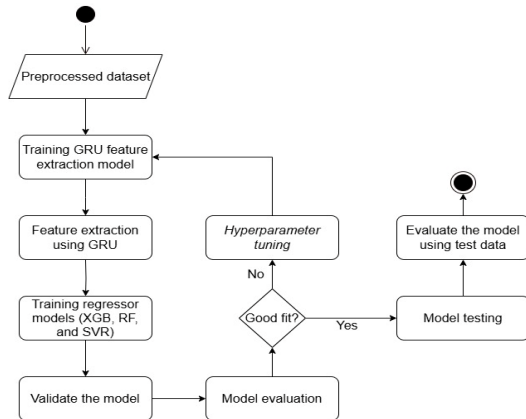 Preprocessed dataset
Training GRU feature
extraction model
Feature extraction
using GRU
Training regressor
models (XGB, RF,
and SVR)
Validate the model
Model evaluation
Good fit?
No
Hyperparameter
tuning
Yes
Model testing
Evaluate the model
using test data